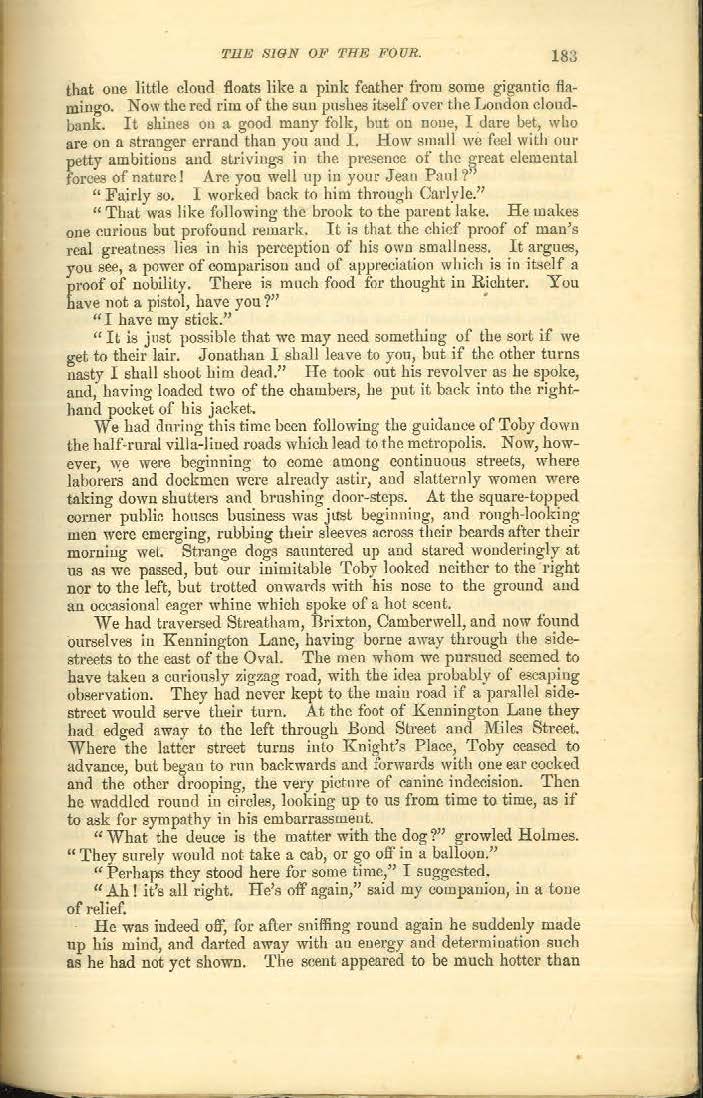 THE SIGN OF THE FOUR. 183
that one little cloud floats like a pink feather from some gigantic fla-
mingo. Now the red rim of the sun pushes itself over the London cloud-
bank. It shines on a good many folk, but on none, I dare bet, who
are on a stranger errand than you and I. How small we feel with our
petty ambitions and strivings in the presence of the great elemental
forces of nature! Are you well up in your Jean Paul?"
"Fairly so. I worked back to him through Carlyle."
"That was like following the brook to the parent lake. He makes
one curious but profound remark. It is that the chief proof of man's
real greatness lies in his perception of his own smallness. It argues,
you see, a power of comparison and of appreciation which is in itself a
proof of nobility. There is much food for thought in Richter. You
have not a pistol, have you?"
"I have my stick."
"It is just possible that we may need something of the sort if we
get to their lair. Jonathan I shall leave to you, but if the other turns
nasty I shall shoot him dead." He took out his revolver as he spoke,
and, having loaded two of the chambers, he put it back into the right-
hand pocket of his jacket.
We had during this time been following the guidance of Toby down
the half-rural villa-lined roads which lead to the metropolis. Now, how-
ever, we were beginning to come among continuous streets, where
laborers and dockmen were already astir, and slatternly women were
taking down shutters and brushing door-steps. At the square-topped
corner public houses business was just beginning, and rough-looking
men were emerging, rubbing their sleeves across their beards after their
morning wet. Strange dogs sauntered up and stared wonderingly at
us as we passed, but our inimitable Toby looked neither to the right
nor to the left, but trotted onwards with his nose to the ground and
an occasional eager whine which spoke of a hot scent.
We had traversed Streatham, Brixton, Camberwell, and now found
ourselves in Kennington Lane, having borne away through the side-
streets to the east of the Oval. The men whom we pursued seemed to
have taken a curiously zigzag road, with the idea probably of escaping
observation. They had never kept to the main road if a parallel side-
street would serve their turn. At the foot of Kennington Lane they
had edged away to the left through Bond Street and Miles Street.
Where the latter street turns into Knight's Place, Toby ceased to
advance, but began to run backwards and forwards with one ear cocked
and the other drooping, the very picture of canine indecision. Then
he waddled round in circles, looking up to us from time to time, as if
to ask for sympathy in his embarrassment.
"What the deuce is the matter with the dog?" growled Holmes.
"They surely would not take a cab, or go off in a balloon."
"Perhaps they stood here for some time," I suggested.
"Ah! it's all right. He's off again," said my companion, in a tone
of relief.
He was indeed off, for after sniffing round again he suddenly made
up his mind, and darted away with an energy and determination such
as he had not yet shown. The scent appeared to be much hotter than